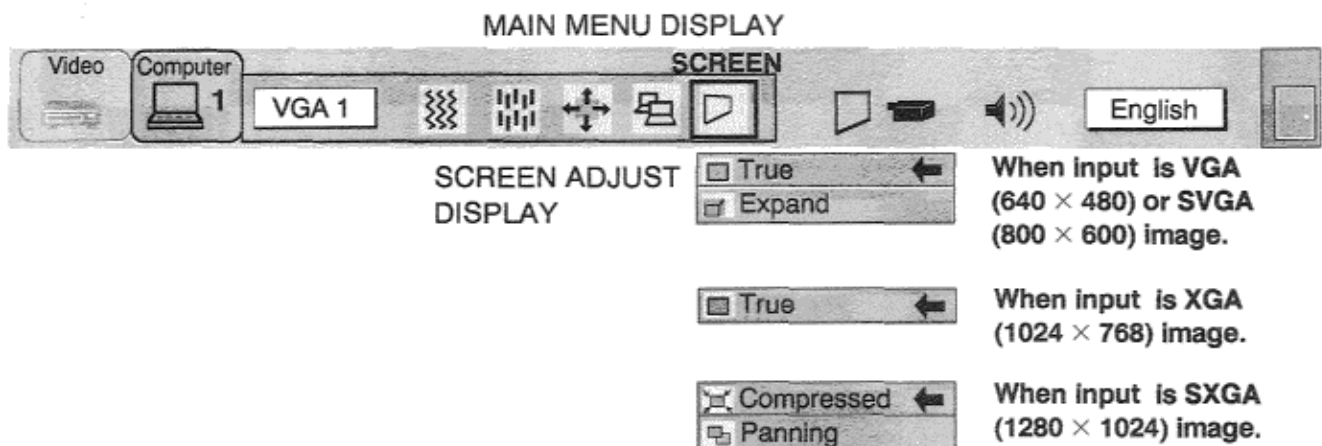 MAIN MENU DISPLAY
SCREEN
Video
Computer
1
VGA 1
English
SCREEN ADJUST
DISPLAY
True
Expand
When input is VGA
(640 × 480) or SVGA
(800 × 600) image.
True
When input is XGA
(1024 × 768) image.
Compressed
Panning
When input is SXGA
(1280 × 1024) image.